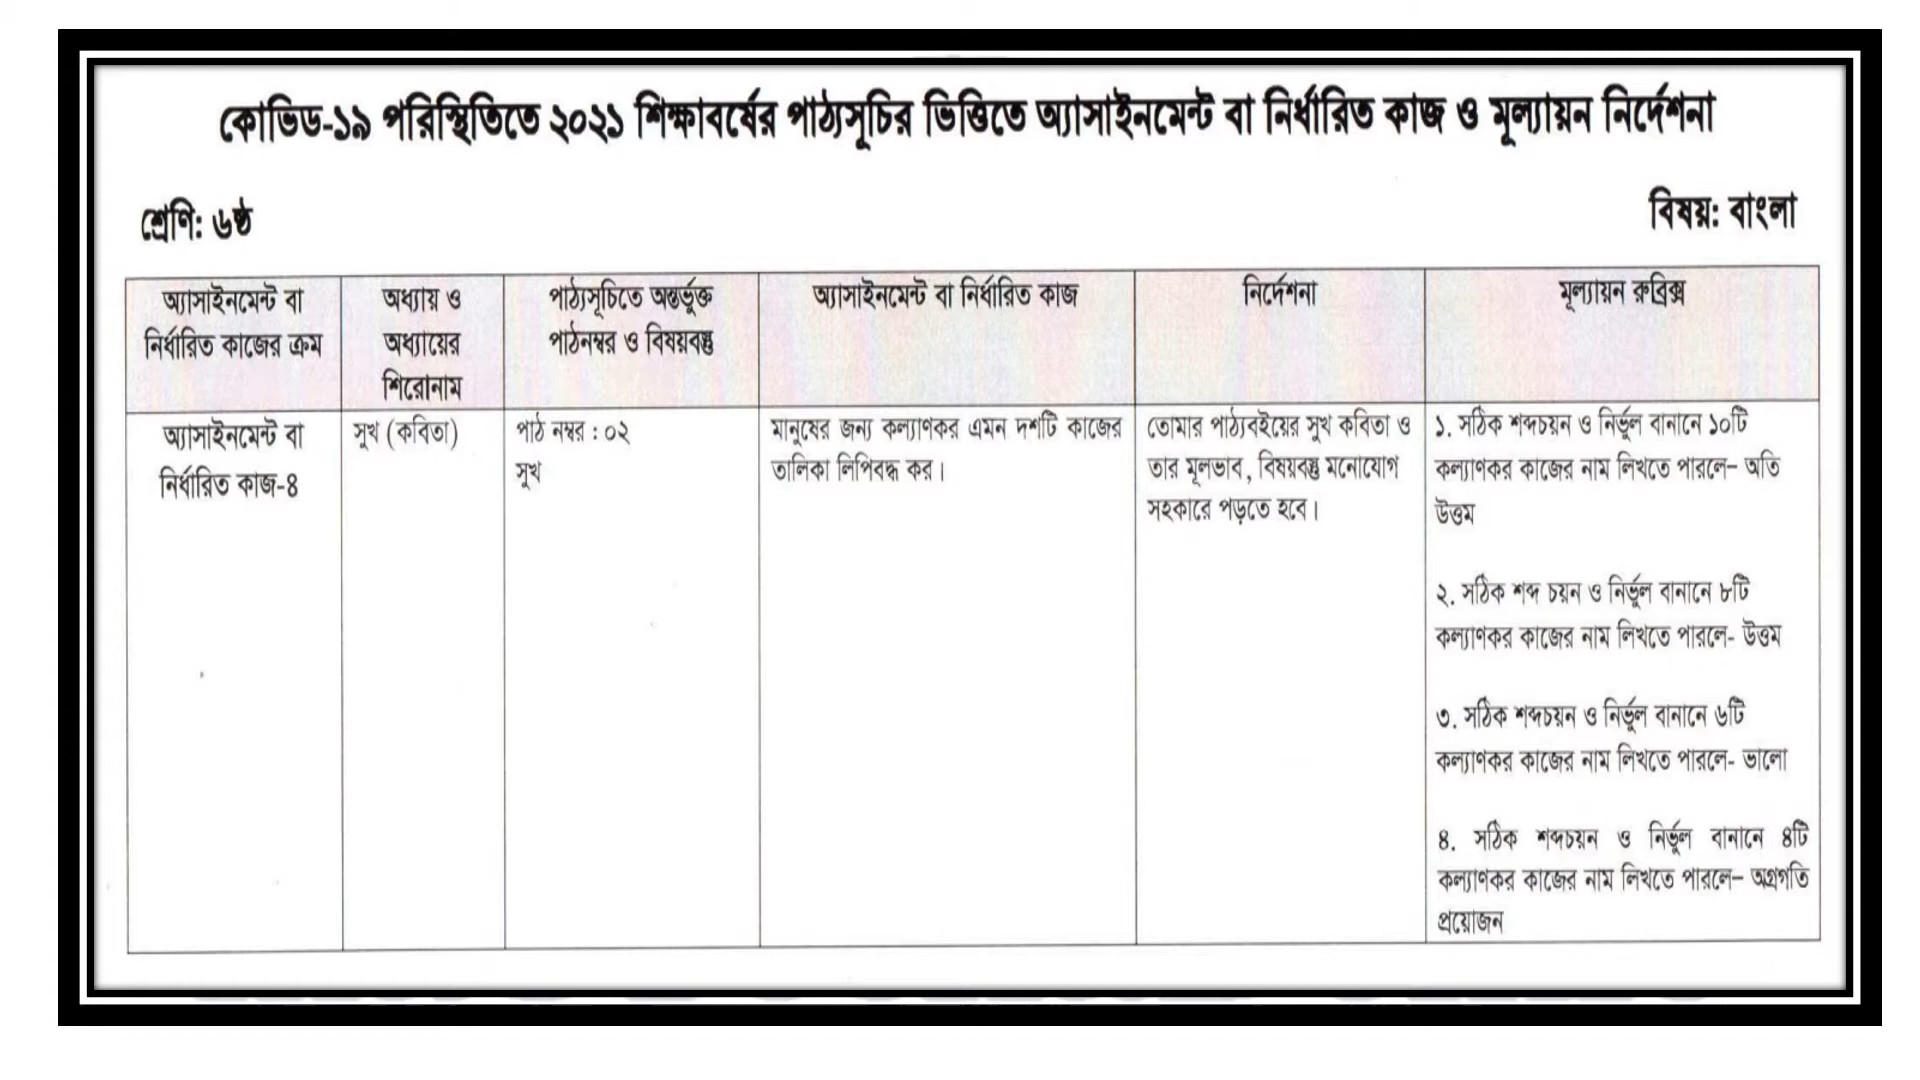 কোভিড-১৯ পরিস্থিতিতে ২০২১ শিক্ষাবর্ষের পাঠ্যসূচির ভিত্তিতে অ্যাসাইনমেন্ট বা নির্ধারিত কাজ ও মূল্যায়ন নির্দেশনা
শ্রেণি: ৬ষ্ঠ
বিষয়: বাংলা
অ্যাসাইনমেন্ট বা
নির্ধারিত কাজের ক্রম
অধ্যায় ও
অধ্যায়ের
শিরোনাম
পাঠ্যসূচিতে অন্তর্ভুক্ত
পাঠনম্বর ও বিষয়বস্তু
অ্যাসাইনমেন্ট বা নির্ধারিত কাজ
নির্দেশনা
মূল্যায়ন রুব্রিক্স
অ্যাসাইনমেন্ট বা
নির্ধারিত কাজ-৪
সুখ (কবিতা)
পাঠ নম্বর : ০২
সুখ
মানুষের জন্য কল্যাণকর এমন দশটি কাজের
তালিকা লিপিবদ্ধ কর।
তোমার পাঠ্যবইয়ের সুখ কবিতা ও
তার মূলভাব, বিষয়বস্তু মনোযোগ
সহকারে পড়তে হবে।
১. সঠিক শব্দচয়ন ও নির্ভুল বানানে ১০টি
কল্যাণকর কাজের নাম লিখতে পারলে– অতি
উত্তম
২. সঠিক শব্দ চয়ন ও নির্ভুল বানানে ৮টি
কল্যাণকর কাজের নাম লিখতে পারলে- উত্তম
৩. সঠিক শব্দচয়ন ও নির্ভুল বানানে ৬টি
কল্যাণকর কাজের নাম লিখতে পারলে- ভালো
৪. সঠিক শব্দচয়ন ও নির্ভুল বানানে ৪টি
কল্যাণকর কাজের নাম লিখতে পারলে– অগ্রগতি
প্রয়োজন